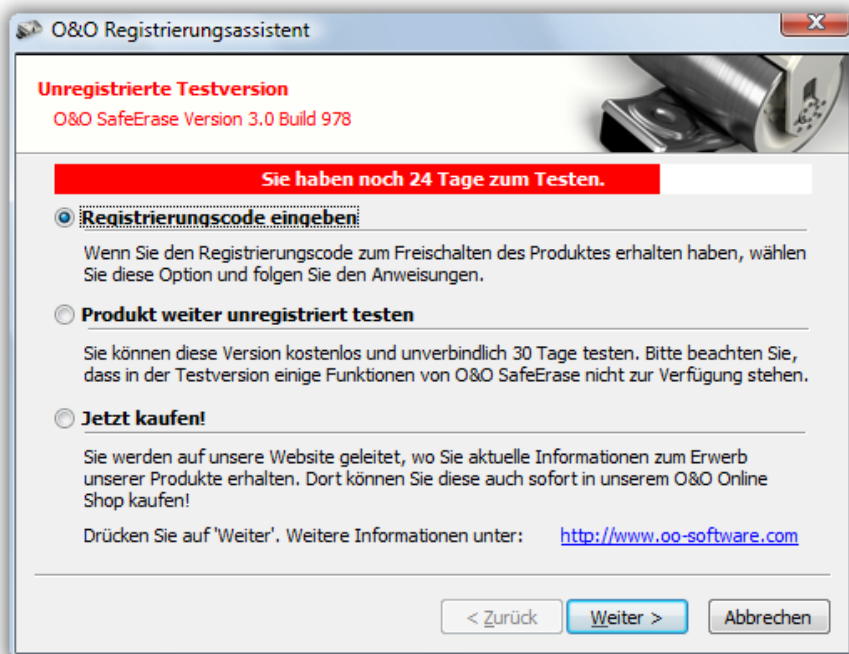 O&O Registrierungsassistent
Unregistrierte Testversion
O&O SafeErase Version 3.0 Build 978
Sie haben noch 24 Tage zum Testen.
Registrierungscode eingeben
Wenn Sie den Registrierungscode zum Freischalten des Produktes erhalten haben, wählen
Sie diese Option und folgen Sie den Anweisungen.
Produkt weiter unregistriert testen
Sie können diese Version kostenlos und unverbindlich 30 Tage testen. Bitte beachten Sie,
dass in der Testversion einige Funktionen von O&O SafeErase nicht zur Verfügung stehen.
Jetzt kaufen!
Sie werden auf unsere Website geleitet, wo Sie aktuelle Informationen zum Erwerb
unserer Produkte erhalten. Dort können Sie diese auch sofort in unserem O&O Online
Shop kaufen!
Drücken Sie auf 'Weiter'. Weitere Informationen unter: http://www.oo-software.com
< Zurück Weiter > Abbrechen